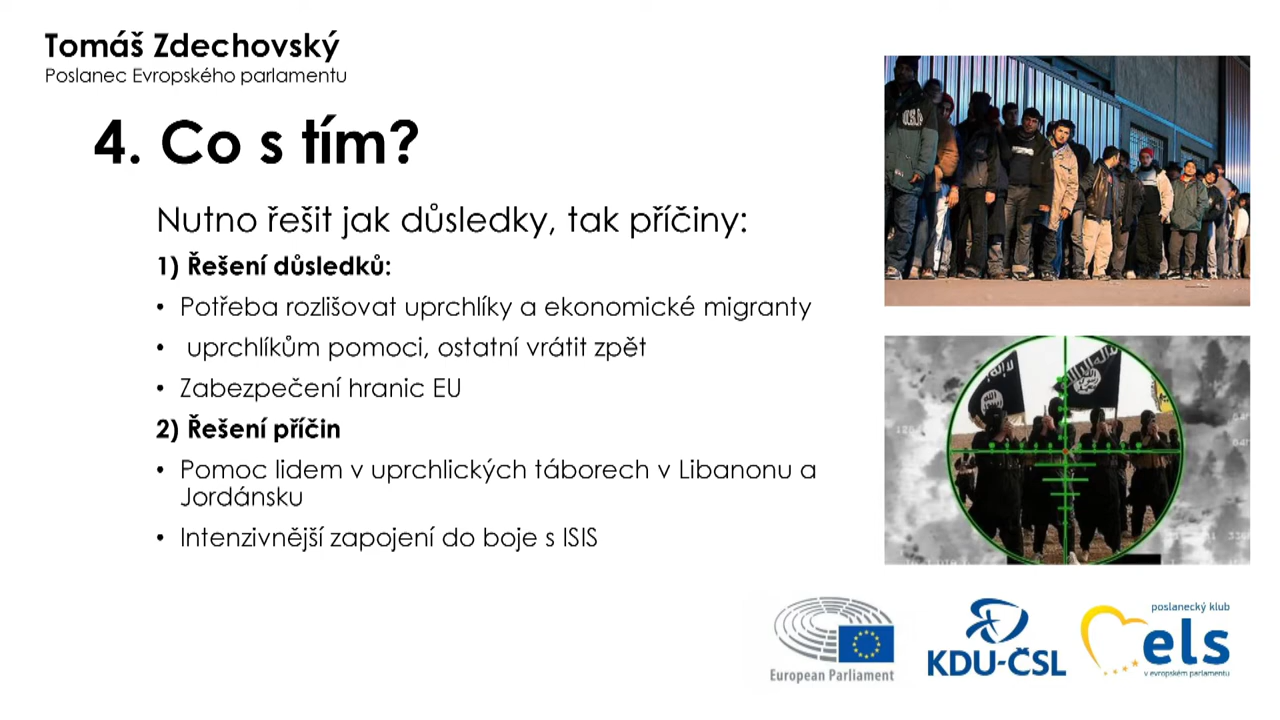 Tomáš Zdechovský
Poslanec Evropského parlamentu
4. Co s tím?
Nutno řešit jak důsledky, tak příčiny:
1) Řešení důsledků:
• Potřeba rozlišovat uprchlíky a ekonomické migranty
• uprchlíkům pomoci, ostatní vrátit zpět
• Zabezpečení hranic EU
2) Řešení příčin
• Pomoc lidem v uprchlických táborech v Libanonu a
Jordánsku
• Intenzivnější zapojení do boje s ISIS
European Parliament
KDU-ČSL
poslanecký klub
els
v evropském parlamentu